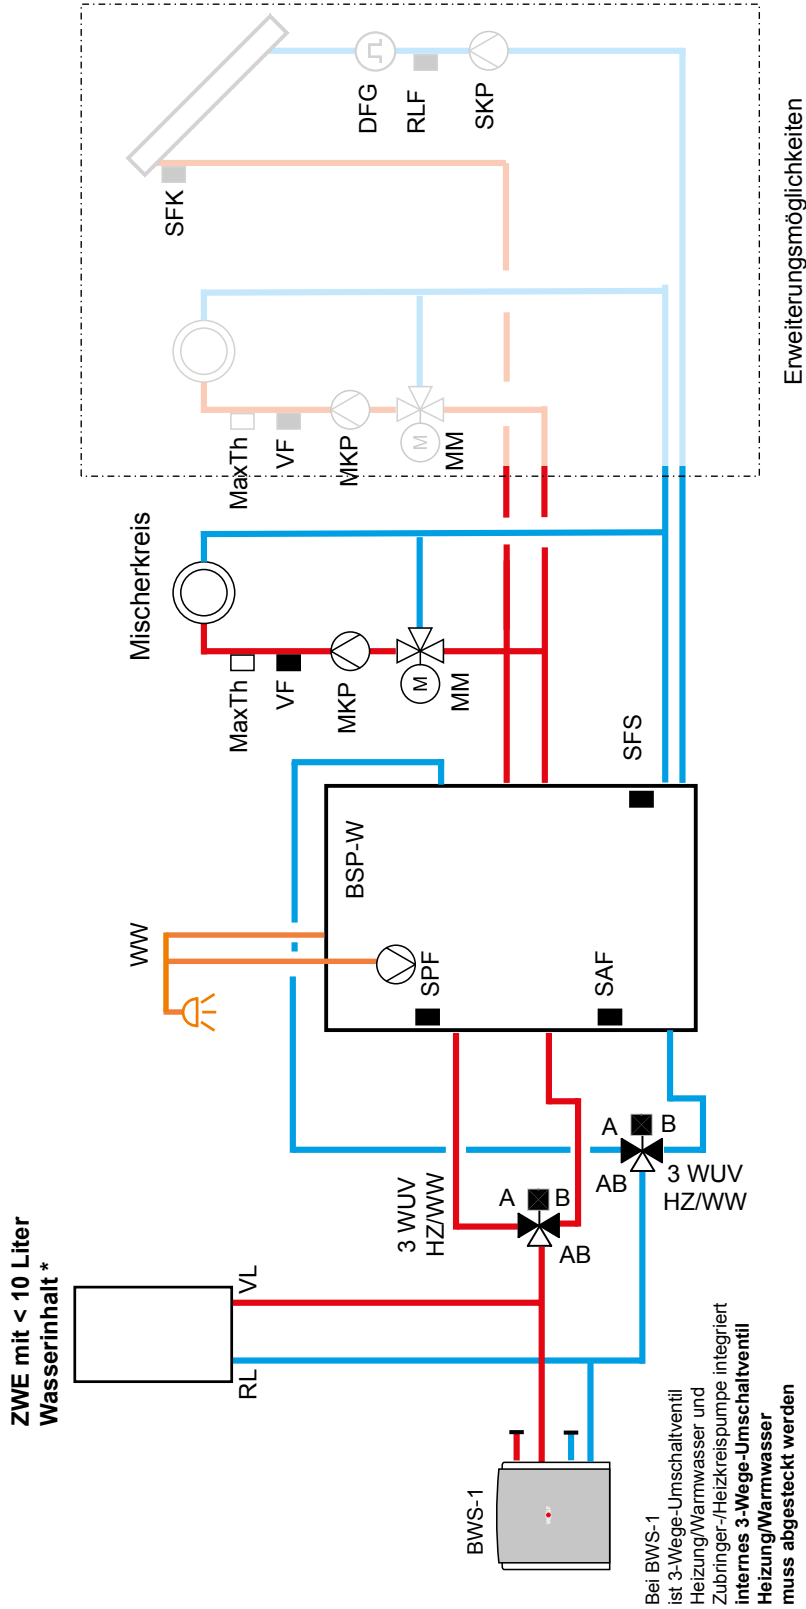 ZWE mit < 10 Liter
Wasserinhalt *
RL
VL
BWS-1
Bei BWS-1
ist 3-Wege-Umschaltventil
Heizung/Warmwasser und
Zubringer-/Heizkreispumpe integriert
internes 3-Wege-Umschaltventil
Heizung/Warmwasser
muss abgesteckt werden
3 WUV
HZ/WW
A
B
AB
A
B
AB
3 WUV
HZ/WW
WW
BSP-W
SPF
SAF
SFS
Mischerkreis
MaxTh
VF
MKP
M
MM
MaxTh
VF
MKP
M
MM
SFK
DFG
RLF
SKP
Erweiterungsmöglichkeiten